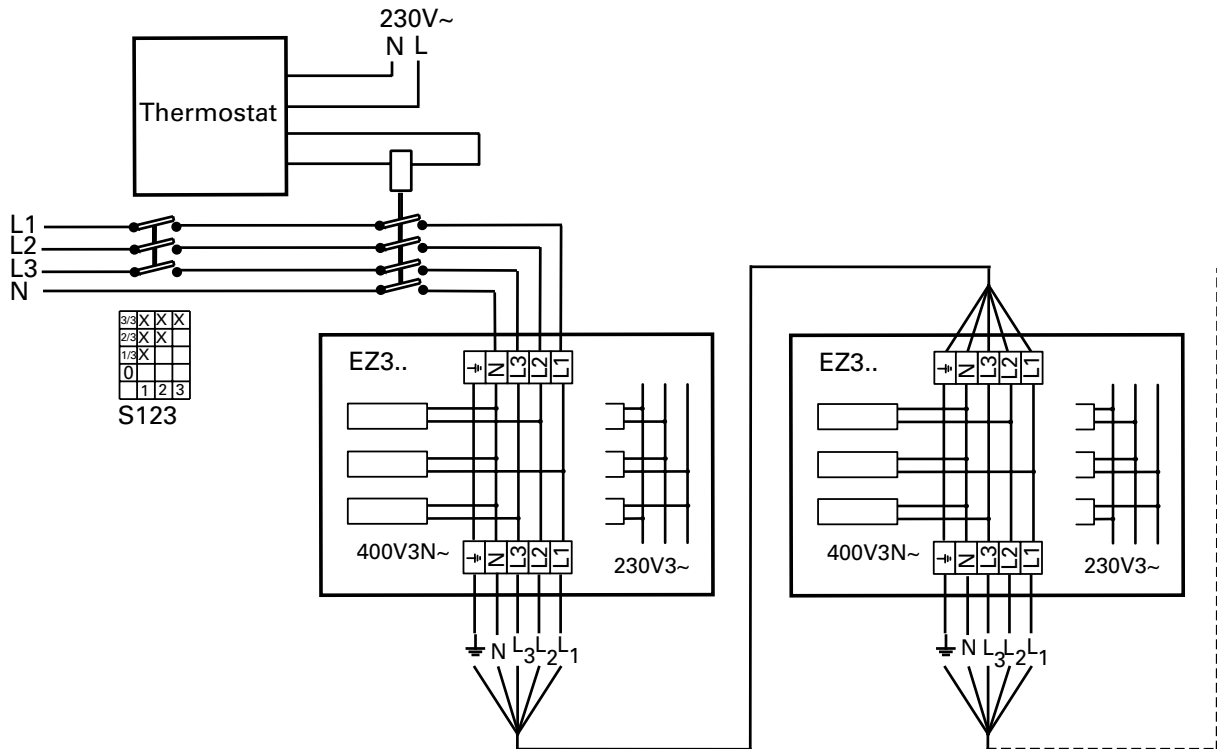 230V~
N L
Thermostat
L1
L2
L3
N
3/3 X X X
2/3 X X
1/3 X
0
1 2 3
S123
EZ3..
N L3 L2 L1
400V3N~
230V3~
N L3 L2 L1
N L3 L2 L1
EZ3..
N L3 L2 L1
400V3N~
230V3~
N L3 L2 L1
N L3 L2 L1